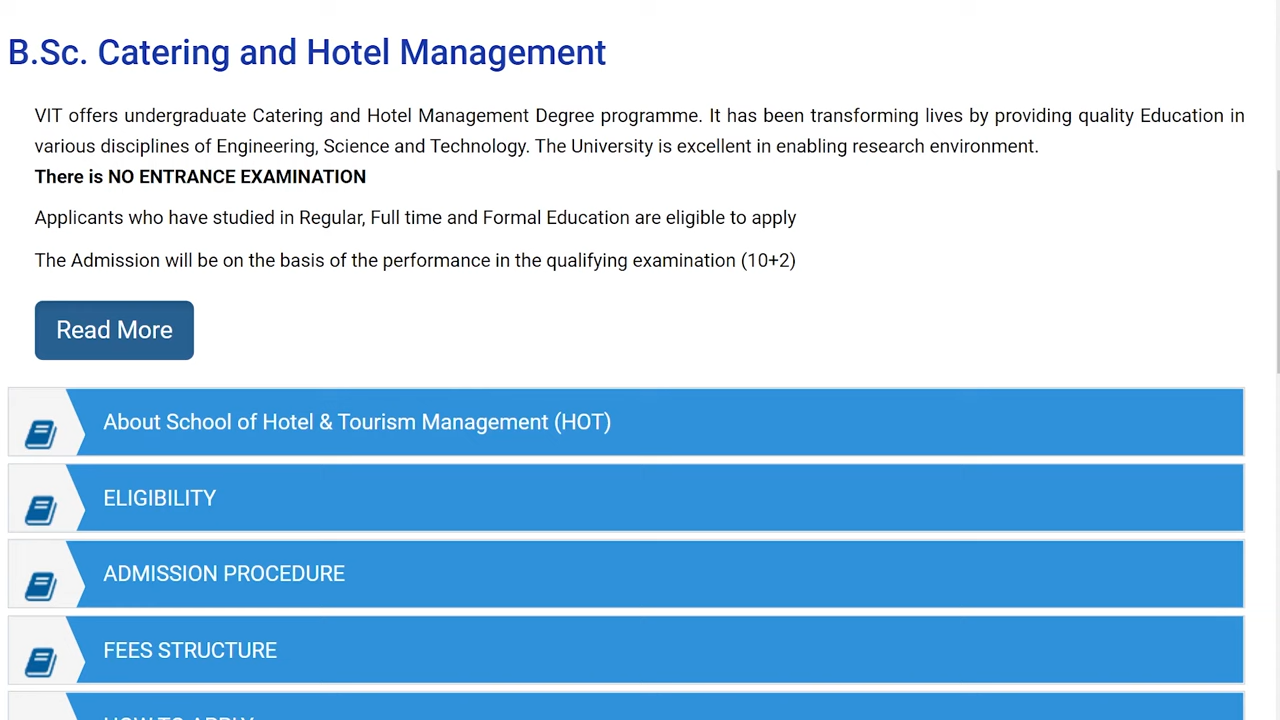 B.Sc. Catering and Hotel Management
VIT offers undergraduate Catering and Hotel Management Degree programme. It has been transforming lives by providing quality Education in
various disciplines of Engineering, Science and Technology. The University is excellent in enabling research environment.
There is NO ENTRANCE EXAMINATION
Applicants who have studied in Regular, Full time and Formal Education are eligible to apply
The Admission will be on the basis of the performance in the qualifying examination (10+2)
Read More
About School of Hotel & Tourism Management (HOT)
ELIGIBILITY
ADMISSION PROCEDURE
FEES STRUCTURE
HOW TO APPLY